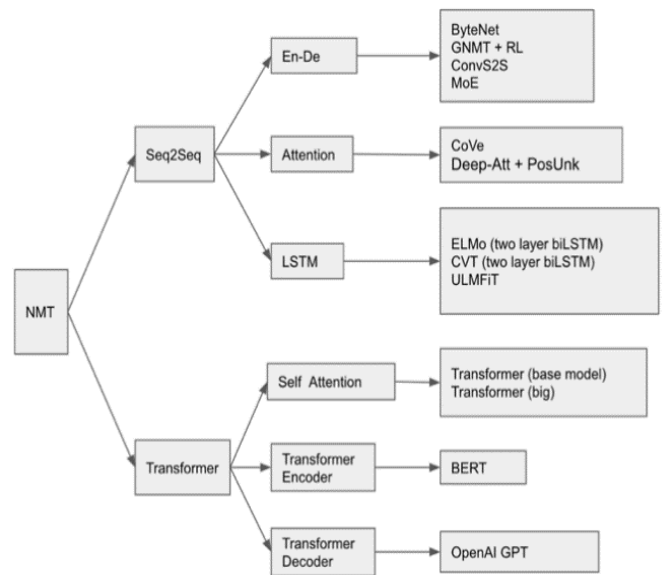 NMT
Seq2Seq
En-De
ByteNet
GNMT + RL
ConvS2S
MoE
Attention
CoVe
Deep-Att + PosUnk
LSTM
ELMo (two layer biLSTM)
CVT (two layer biLSTM)
ULMFiT
Transformer
Self Attention
Transformer (base model)
Transformer (big)
Transformer
Encoder
BERT
Transformer
Decoder
OpenAI GPT